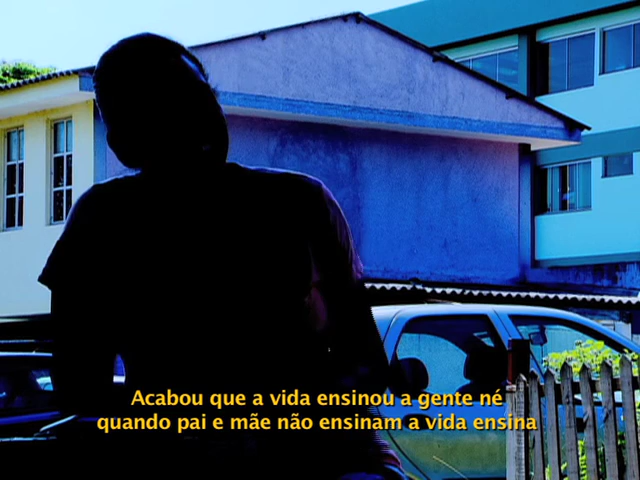 Acabou que a vida ensinou a gente né
quando pai e mãe não ensinam a vida ensina